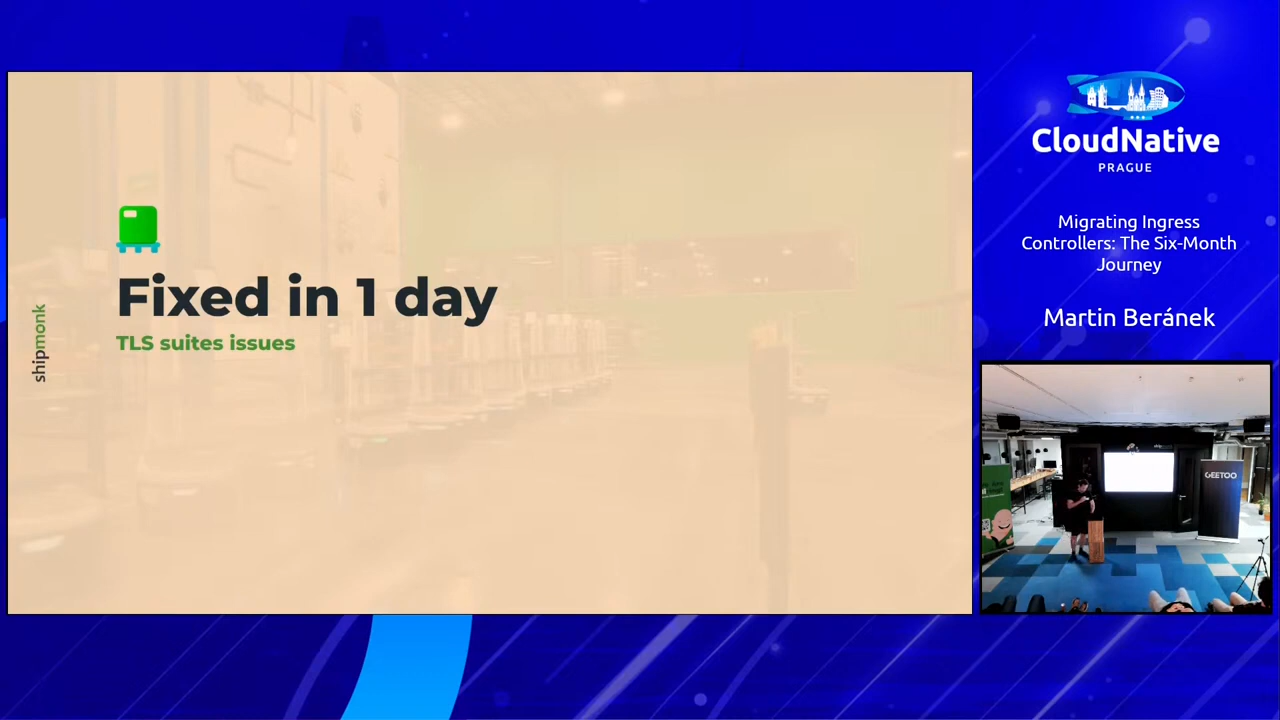 Fixed in 1 day
TLS suites issues
shipmonk
CloudNative
PRAGUE
Migrating Ingress
Controllers: The Six-Month
Journey
Martin Beránek
GEETOO